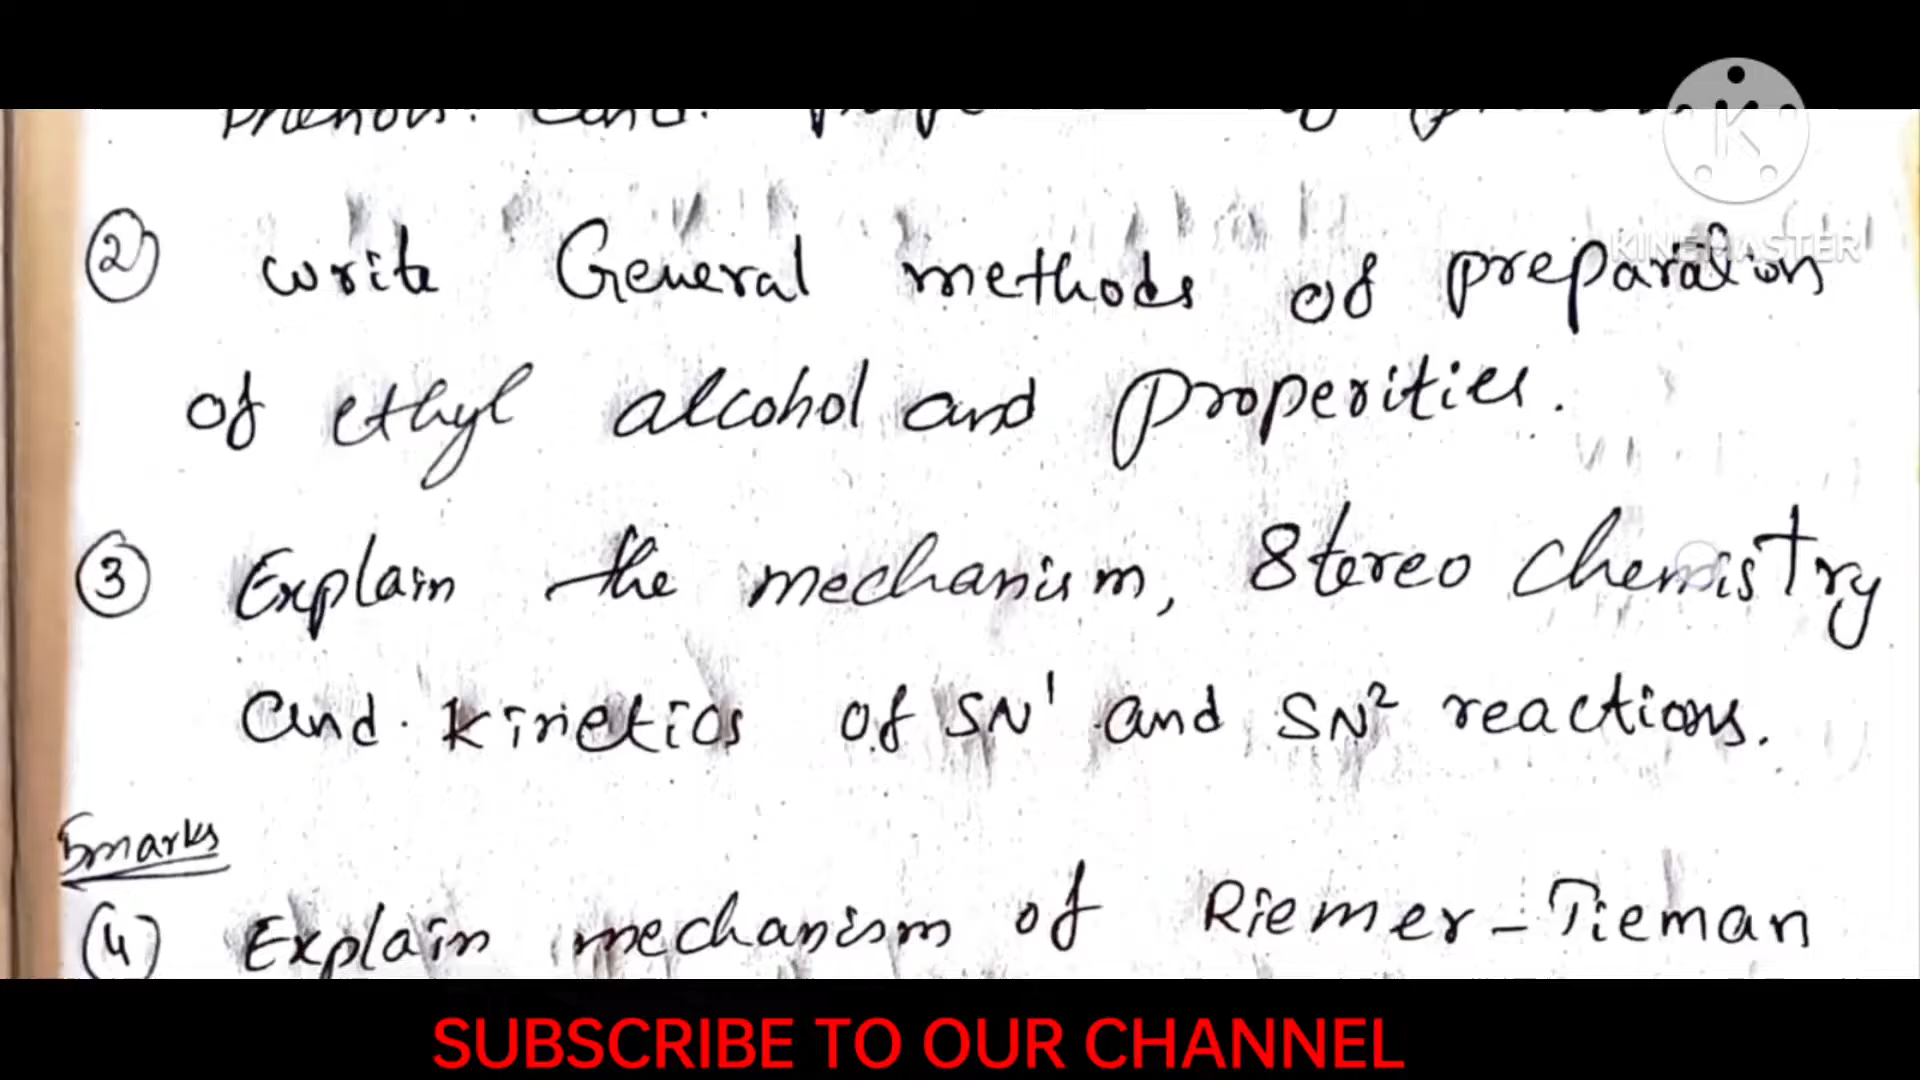 ② write General methods of preparation
KINEMASTER
of ethyl alcohol and properities.
③ Explain the mechanism, Stereo chemistry
and. kinetics of SN¹ and SN² reactions.
5marks
④ Explain mechanism of Riemer-Tieman
SUBSCRIBE TO OUR CHANNEL